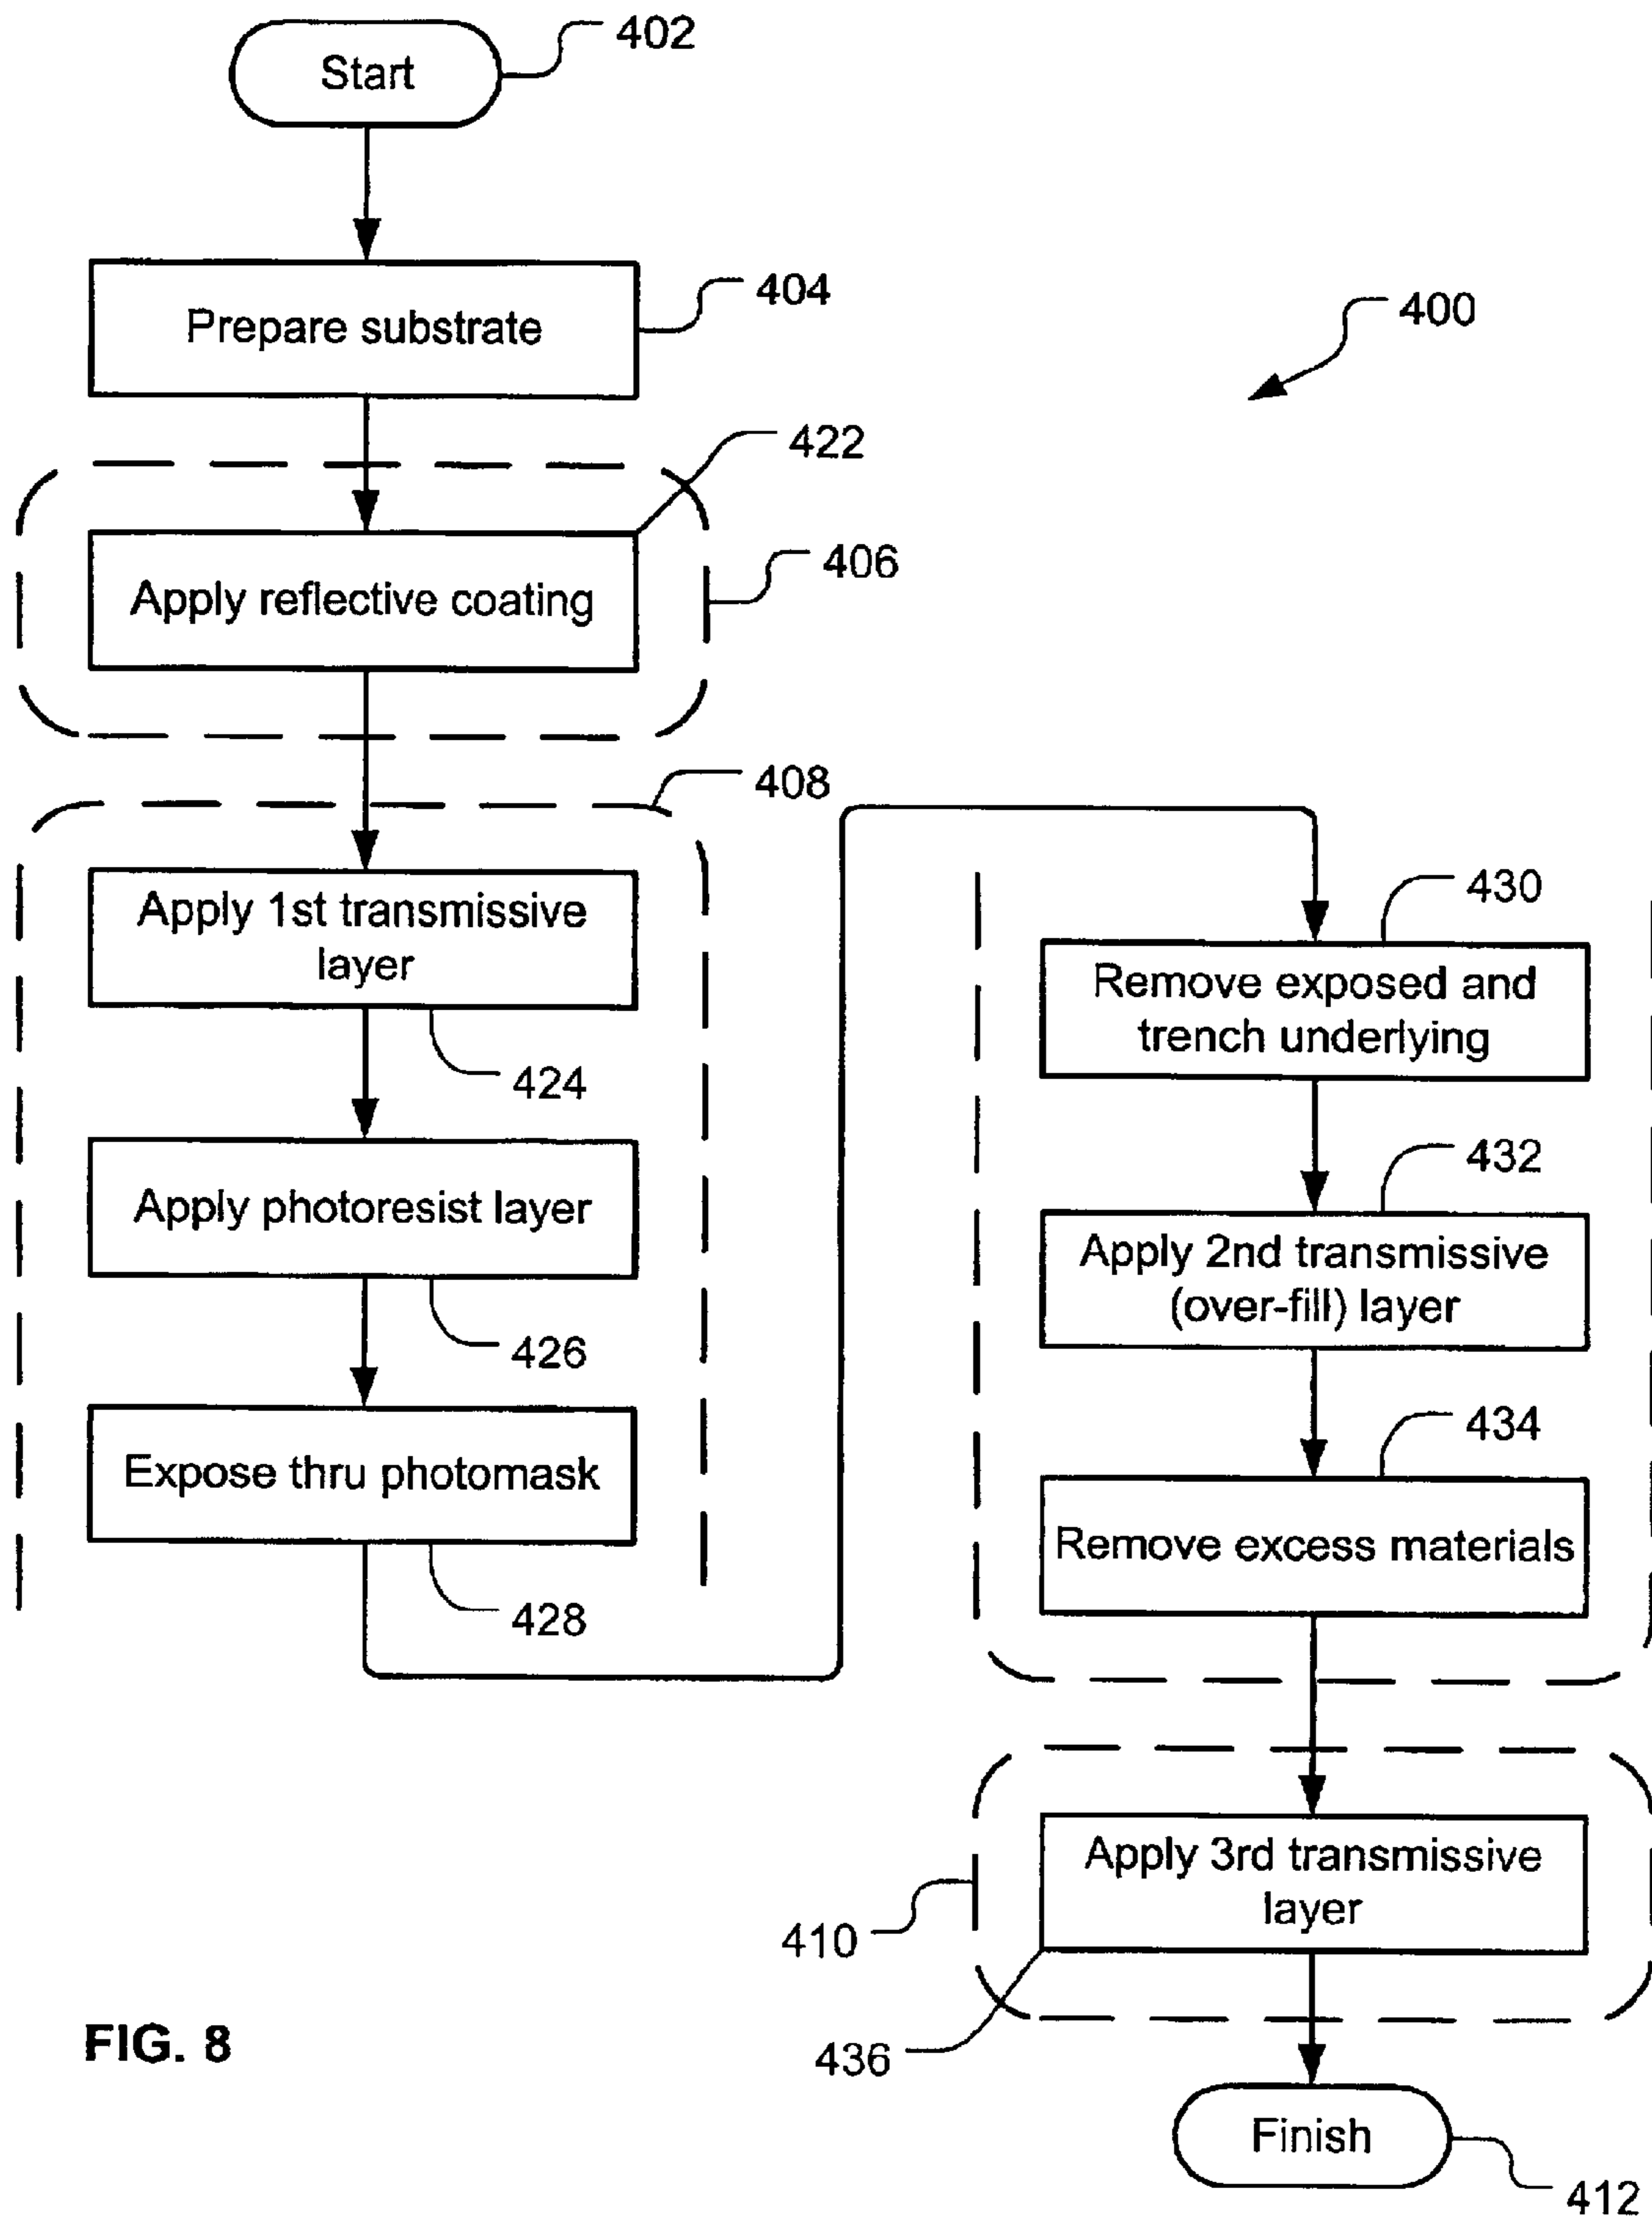 402
Start
404
Prepare substrate
400
422
Apply reflective coating
406
408
Apply 1st transmissive
layer
424
Apply photoresist layer
426
Expose thru photomask
428
430
Remove exposed and
trench underlying
432
Apply 2nd transmissive
(over-fill) layer
434
Remove excess materials
Apply 3rd transmissive
layer
410
436
Finish
412
FIG. 8